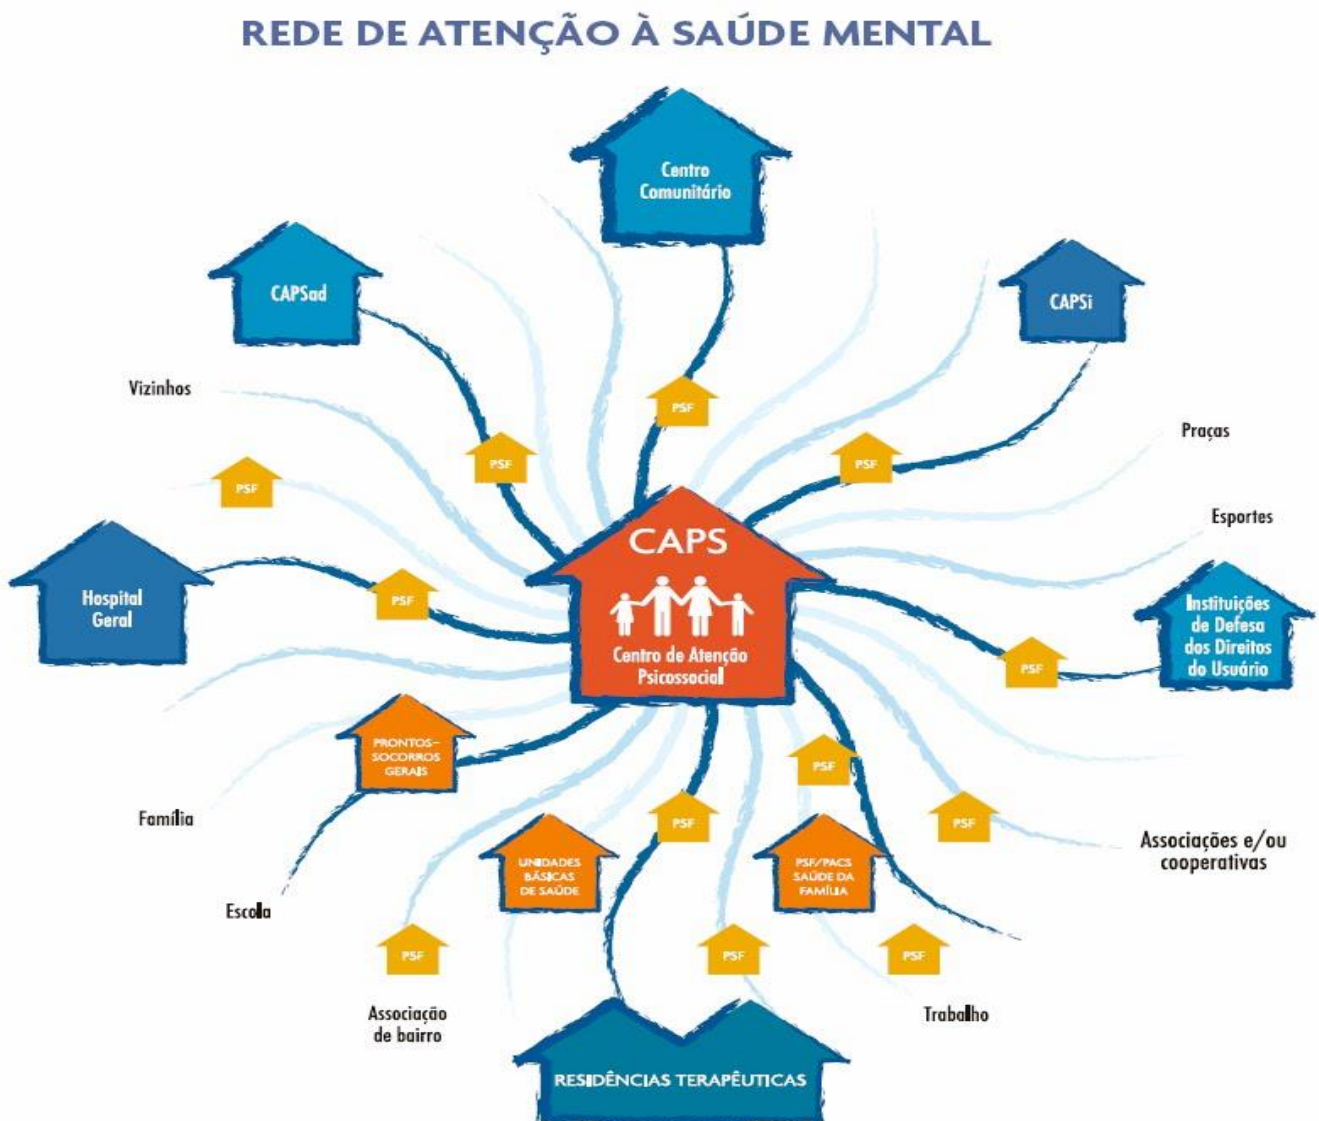 REDE DE ATENÇÃO À SAÚDE MENTAL
Centro
Comunitário
CAPSad
CAPSi
Vizinhos
PSF
Praças
PSF
PSF
PSF
Esportes
CAPS
Centro de Atenção
Psicossocial
Hospital
Geral
PSF
Instituições
de Defesa
dos Direitos
do Usuário
PSF
PRONTOS-
SOCORROS
GERAIS
PSF
Família
PSF
PSF
Associações e/ou
cooperativas
UNIDADES
BÁSICAS
DE SAÚDE
PSF/PACS
SAÚDE DA
FAMÍLIA
Escola
PSF
PSF
PSF
Associação
de bairro
Trabalho
RESIDÊNCIAS TERAPÊUTICAS